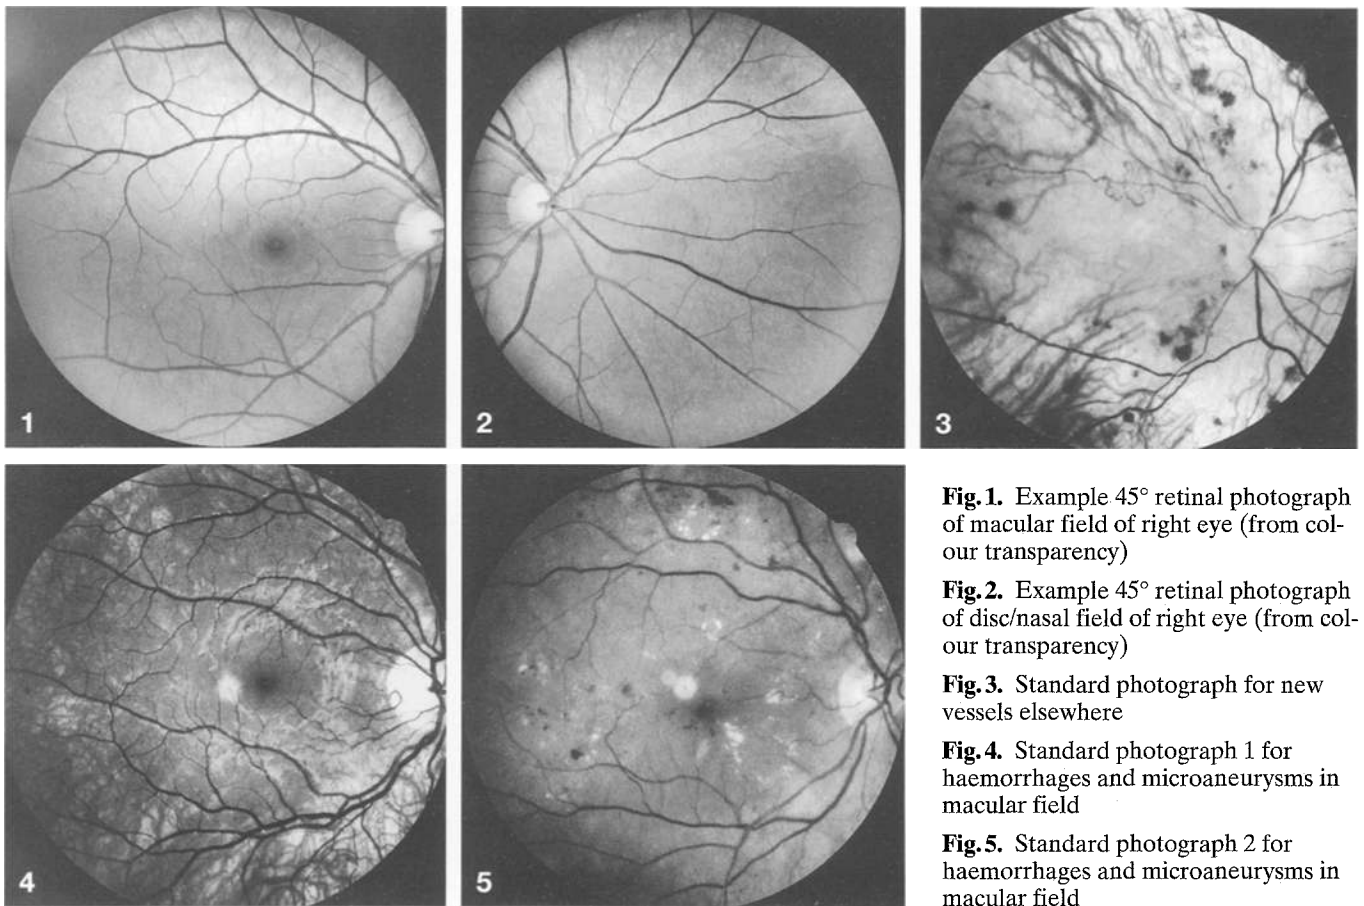 1
2
3
4
5
Fig.1. Example 45° retinal photograph
of macular field of right eye (from col-
our transparency)
Fig.2. Example 45° retinal photograph
of disc/nasal field of right eye (from col-
our transparency)
Fig.3. Standard photograph for new
vessels elsewhere
Fig.4. Standard photograph 1 for
haemorrhages and microaneurysms in
macular field
Fig.5. Standard photograph 2 for
haemorrhages and microaneurysms in
macular field